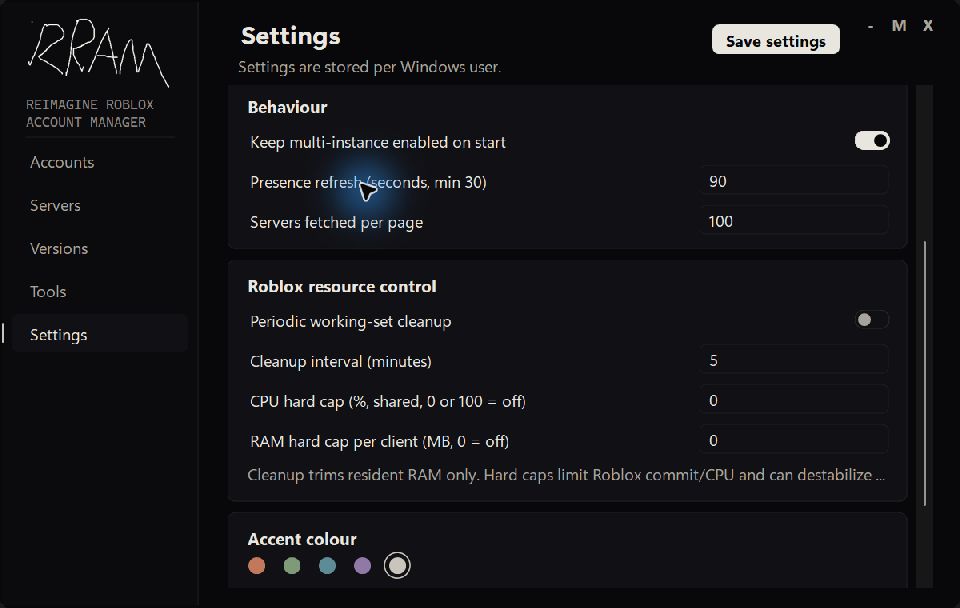 RRAM
REIMAGINE ROBLOX
ACCOUNT MANAGER
Accounts
Servers
Versions
Tools
Settings
Settings
Settings are stored per Windows user.
Save settings
- M X
Behaviour
Keep multi-instance enabled on start
Presence refresh (seconds, min 30)
90
Servers fetched per page
100
Roblox resource control
Periodic working-set cleanup
Cleanup interval (minutes)
5
CPU hard cap (%, shared, 0 or 100 = off)
0
RAM hard cap per client (MB, 0 = off)
0
Cleanup trims resident RAM only. Hard caps limit Roblox commit/CPU and can destabilize ...
Accent colour